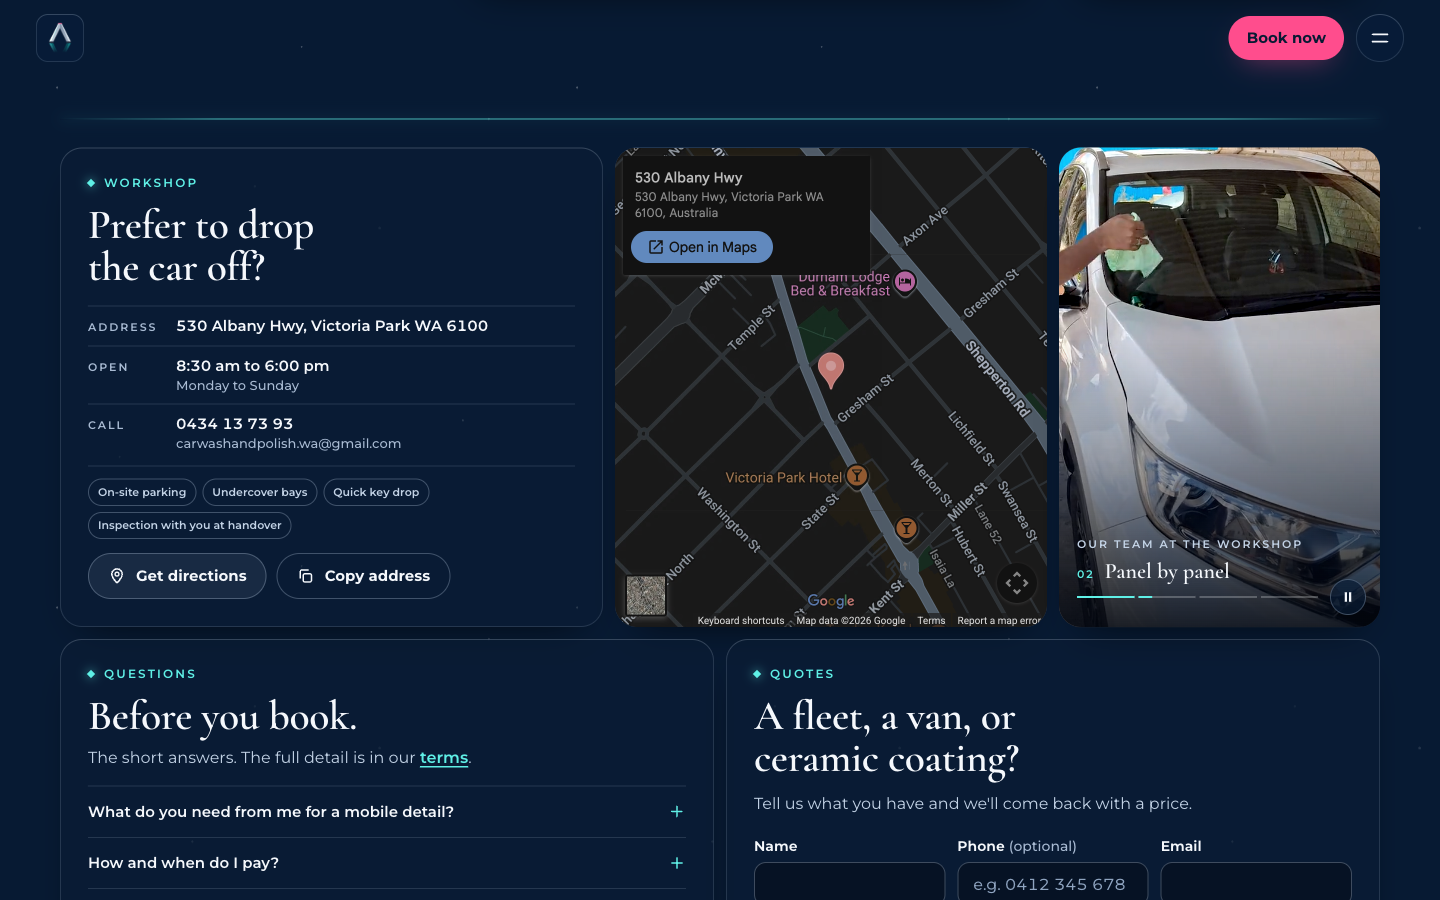 Book now
WORKSHOP
Prefer to drop
the car off?
ADDRESS 530 Albany Hwy, Victoria Park WA 6100
OPEN 8:30 am to 6:00 pm
Monday to Sunday
CALL 0434 13 73 93
carwashandpolish.wa@gmail.com
On-site parking Undercover bays Quick key drop
Inspection with you at handover
Get directions Copy address
530 Albany Hwy
530 Albany Hwy, Victoria Park WA
6100, Australia
Open in Maps
Axon Ave
Durham Lodge
Bed & Breakfast
Gresham St
Temple St
Shepperton Rd
Gresham St
Lichfield St
Victoria Park Hotel
Merton St
Miller St
Swansea St
Washington St
State St
Lane 52
Hubert St
Isaia La
North
Kent St
Google
Keyboard shortcuts Map data ©2026 Google Terms Report a map error
OUR TEAM AT THE WORKSHOP
02 Panel by panel
QUESTIONS
Before you book.
The short answers. The full detail is in our terms.
What do you need from me for a mobile detail?
How and when do I pay?
QUOTES
A fleet, a van, or
ceramic coating?
Tell us what you have and we'll come back with a price.
Name Phone (optional) Email
e.g. 0412 345 678